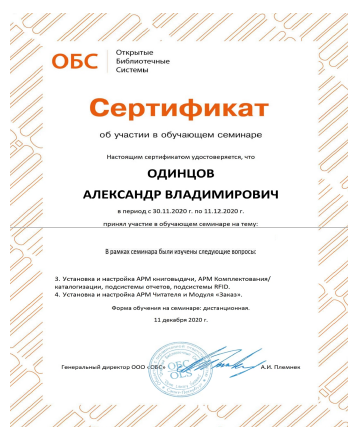 ОБС
Открытые
Библиотечные
Системы
Сертификат
об участии в обучающем семинаре
Настоящим сертификатом удостоверяется, что
ОДИНЦОВ
АЛЕКСАНДР ВЛАДИМИРОВИЧ
в период с 30.11.2020 г. по 11.12.2020 г.
принял участие в обучающем семинаре на тему:
В рамках семинара были изучены следующие вопросы:
3. Установка и настройка АРМ книговыдачи, АРМ Комплектования/
каталогизации, подсистемы отчетов, подсистемы RFID.
4. Установка и настройка АРМ Читателя и Модуля «Заказ».
Форма обучения на семинаре: дистанционная.
11 декабря 2020 г.
Генеральный директор ООО «ОБС» А.И. Племнек
ОБС
OLS